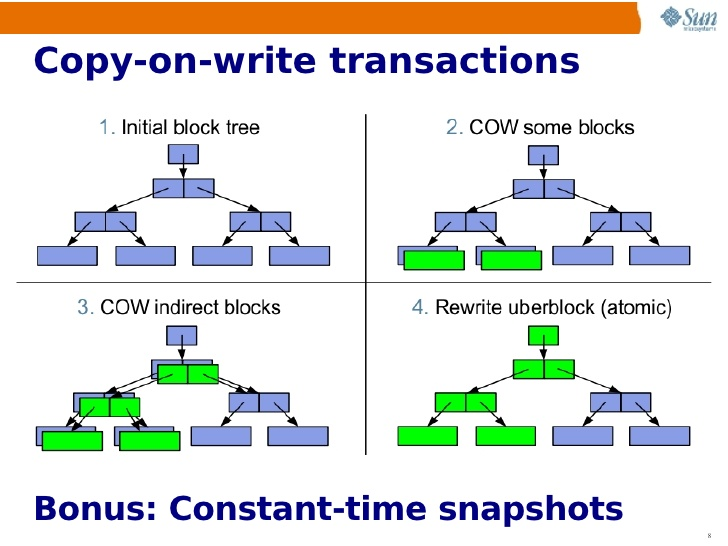 Sun
microsystems
Copy-on-write transactions
1. Initial block tree
2. COW some blocks
3. COW indirect blocks
4. Rewrite uberblock (atomic)
Bonus: Constant-time snapshots
8